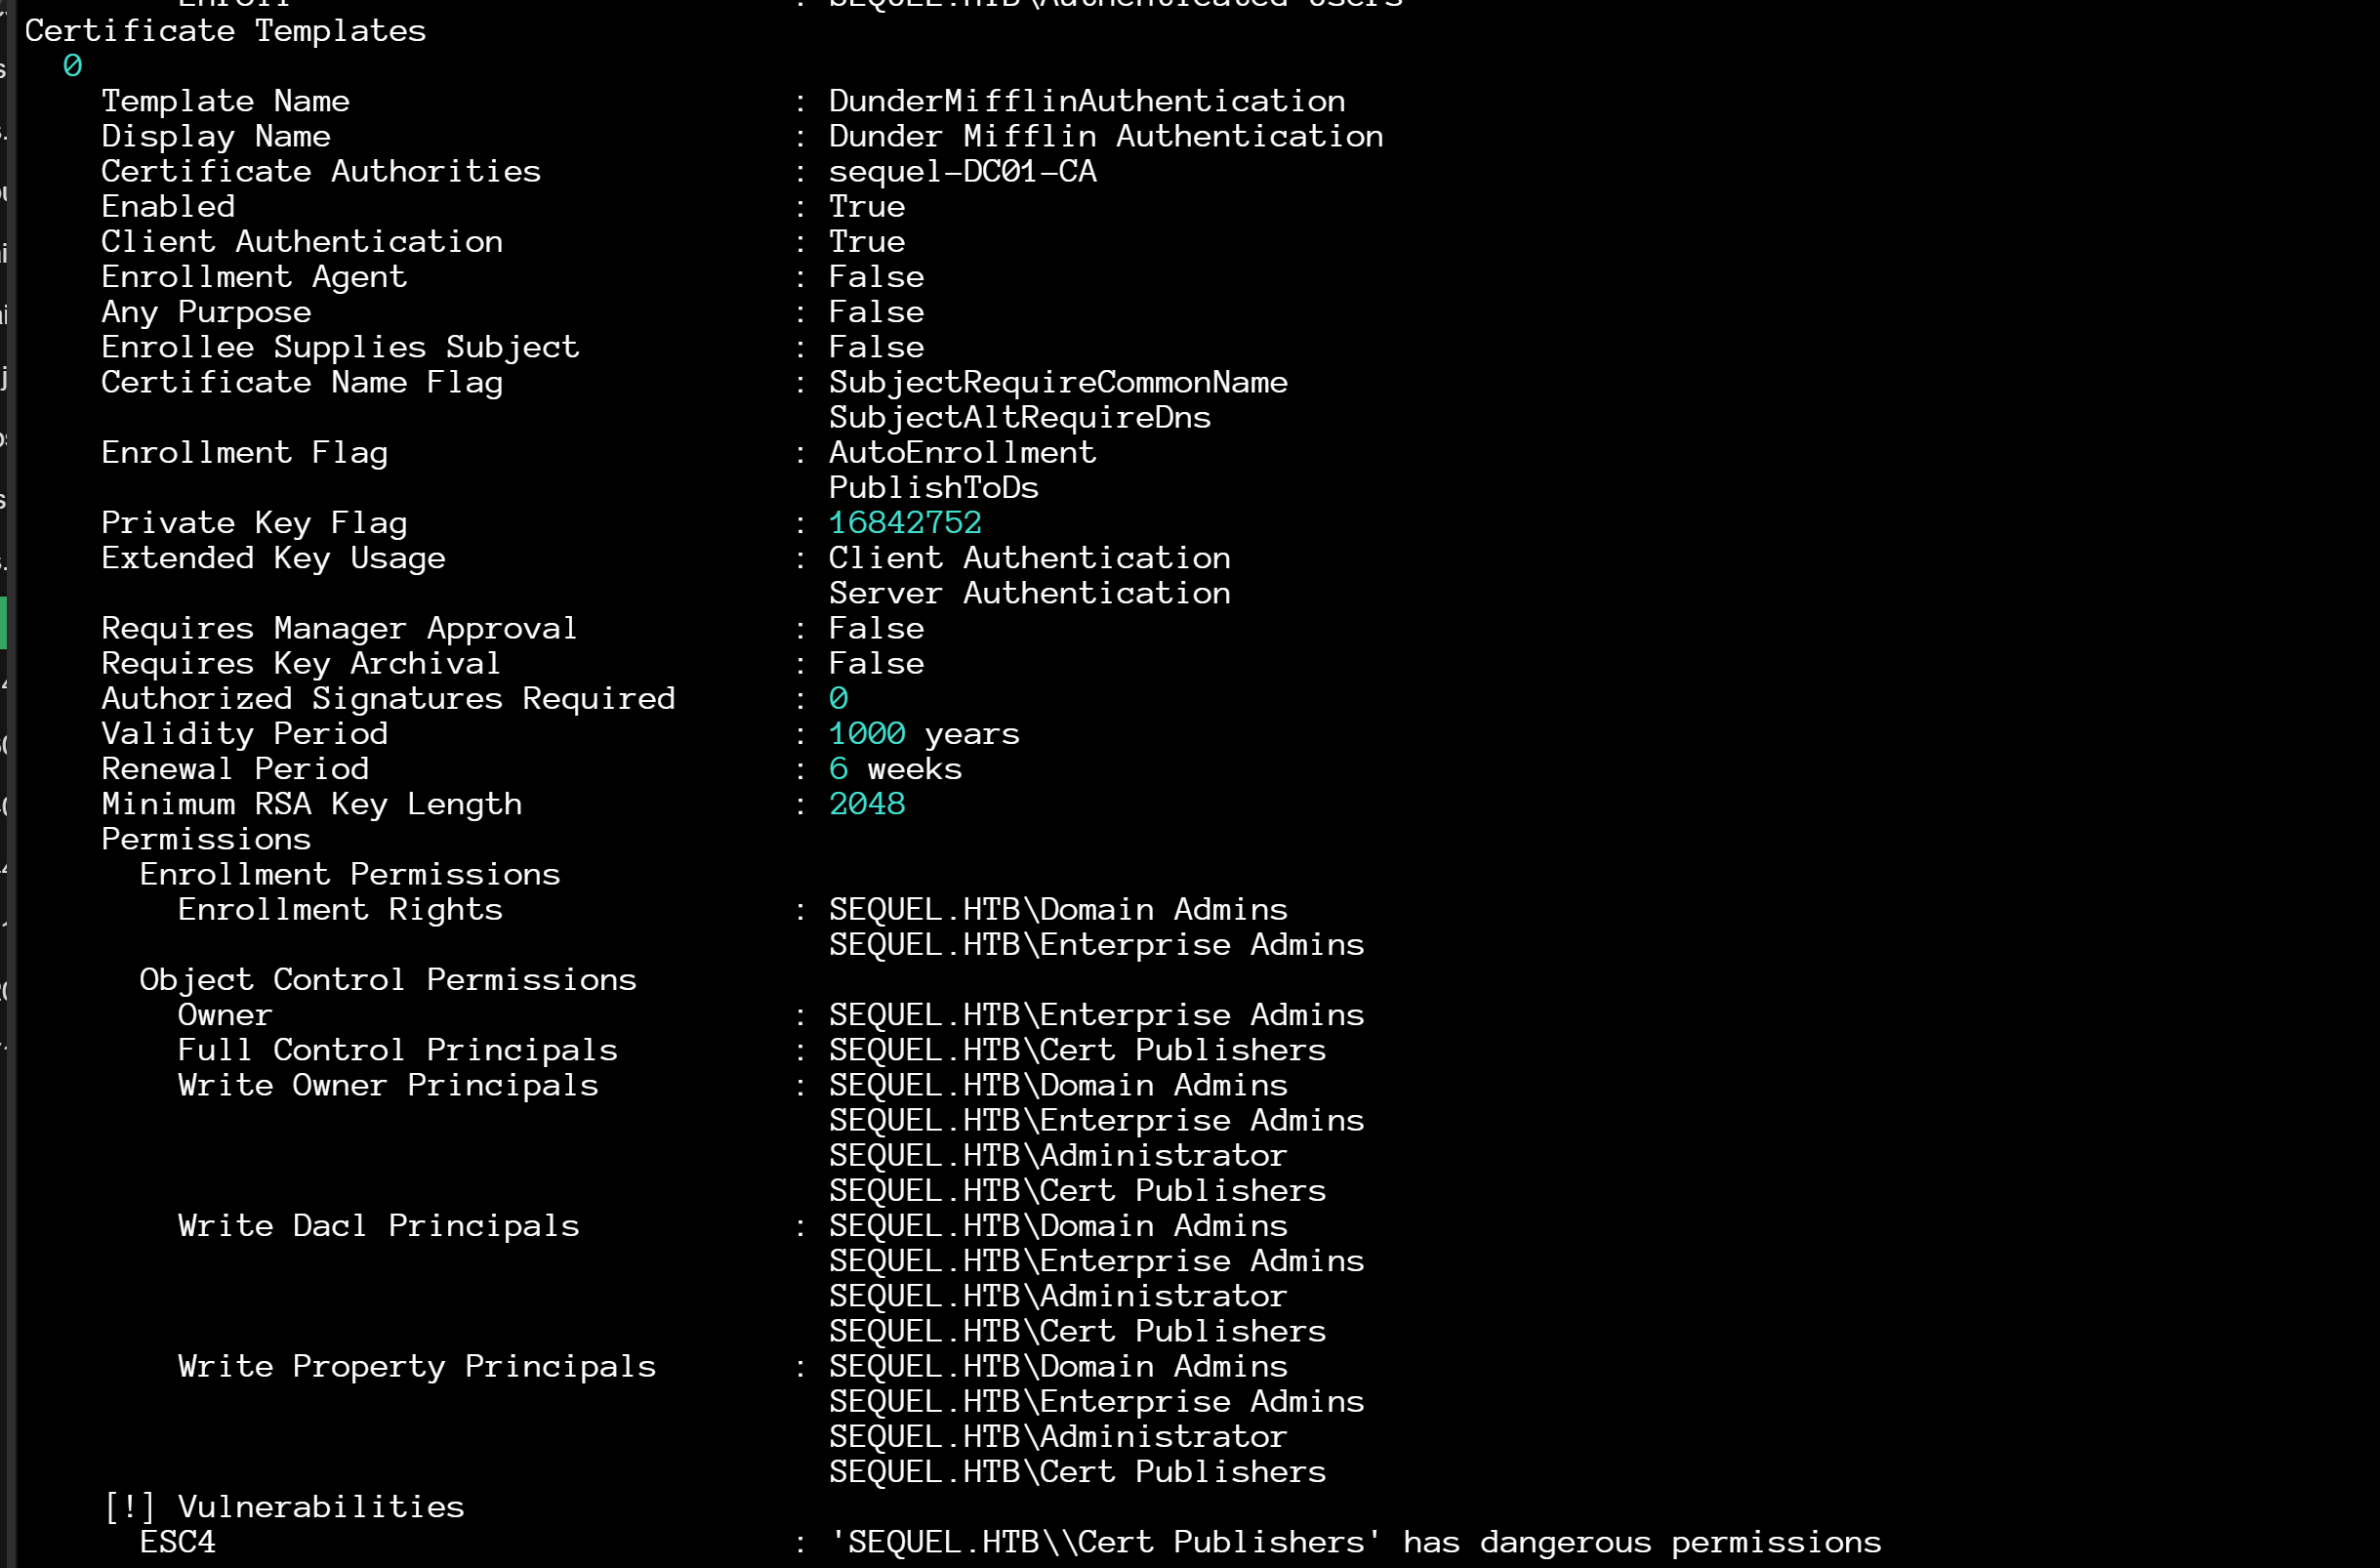 Enroll : SEQUEL.HTB\Authenticated Users
Certificate Templates
0
Template Name : DunderMifflinAuthentication
Display Name : Dunder Mifflin Authentication
Certificate Authorities : sequel-DC01-CA
Enabled : True
Client Authentication : True
Enrollment Agent : False
Any Purpose : False
Enrollee Supplies Subject : False
Certificate Name Flag : SubjectRequireCommonName
SubjectAltRequireDns
Enrollment Flag : AutoEnrollment
PublishToDs
Private Key Flag : 16842752
Extended Key Usage : Client Authentication
Server Authentication
Requires Manager Approval : False
Requires Key Archival : False
Authorized Signatures Required : 0
Validity Period : 1000 years
Renewal Period : 6 weeks
Minimum RSA Key Length : 2048
Permissions
Enrollment Permissions
Enrollment Rights : SEQUEL.HTB\Domain Admins
SEQUEL.HTB\Enterprise Admins
Object Control Permissions
Owner : SEQUEL.HTB\Enterprise Admins
Full Control Principals : SEQUEL.HTB\Cert Publishers
Write Owner Principals : SEQUEL.HTB\Domain Admins
SEQUEL.HTB\Enterprise Admins
SEQUEL.HTB\Administrator
SEQUEL.HTB\Cert Publishers
Write Dacl Principals : SEQUEL.HTB\Domain Admins
SEQUEL.HTB\Enterprise Admins
SEQUEL.HTB\Administrator
SEQUEL.HTB\Cert Publishers
Write Property Principals : SEQUEL.HTB\Domain Admins
SEQUEL.HTB\Enterprise Admins
SEQUEL.HTB\Administrator
SEQUEL.HTB\Cert Publishers
[!] Vulnerabilities
ESC4 : 'SEQUEL.HTB\\Cert Publishers' has dangerous permissions